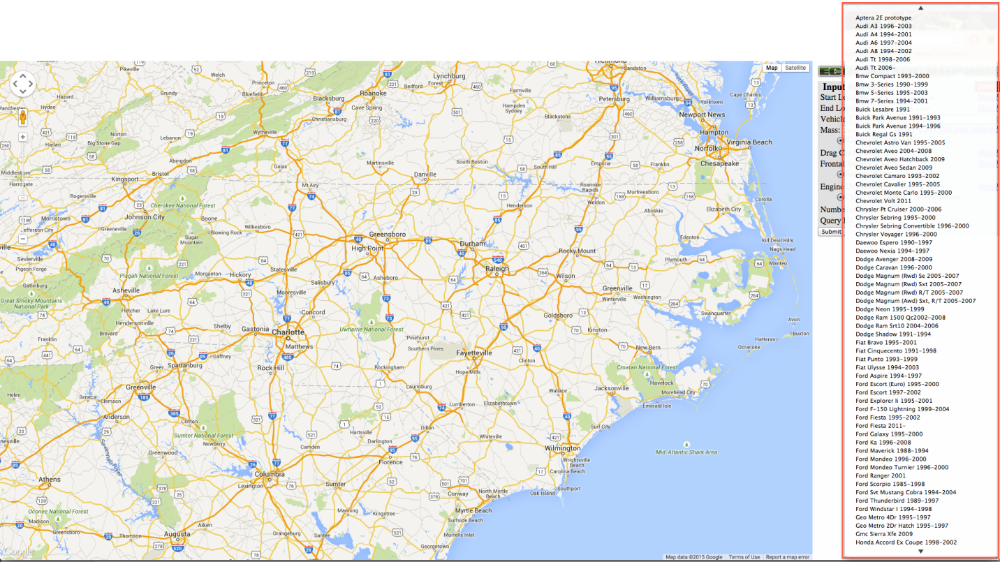 Map
Satellite
Input
Start Lo
End Lo
Vehicle
Mass:
Drag C
Frontal
Engine
Numbe
Query
Submit
Aptera 2E prototype
Audi A3 1996-2003
Audi A4 1994-2001
Audi A6 1997-2004
Audi A8 1994-2002
Audi Tt 1998-2006
Audi Tt 2006-
Bmw Compact 1993-2000
Bmw 3-Series 1990-1999
Bmw 5-Series 1995-2003
Bmw 7-Series 1994-2001
Buick Lesabre 1991
Buick Park Avenue 1991-1993
Buick Park Avenue 1994-1996
Buick Regal Gs 1991
Chevrolet Astro Van 1995-2005
Chevrolet Aveo 2004-2008
Chevrolet Aveo Hatchback 2009
Chevrolet Aveo Sedan 2009
Chevrolet Camaro 1993-2002
Chevrolet Cavalier 1995-2005
Chevrolet Monte Carlo 1995-2000
Chevrolet Volt 2011
Chrysler Pt Cruiser 2000-2006
Chrysler Sebring 1995-2000
Chrysler Sebring Convertible 1996-2000
Chrysler Voyager 1996-2000
Daewoo Espero 1990-1997
Daewoo Nexia 1994-1997
Dodge Avenger 2008-2009
Dodge Caravan 1996-2000
Dodge Magnum (Rwd) Se 2005-2007
Dodge Magnum (Rwd) Sxt 2005-2007
Dodge Magnum (Rwd) R/T 2005-2007
Dodge Magnum (Awd) Sxt, R/T 2005-2007
Dodge Neon 1995-1999
Dodge Ram 1500 Qc2002-2008
Dodge Ram Srt10 2004-2006
Dodge Shadow 1991-1994
Fiat Bravo 1995-2001
Fiat Cinquecento 1991-1998
Fiat Punto 1993-1999
Fiat Ulysse 1994-2003
Ford Aspire 1994-1997
Ford Escort (Euro) 1995-2000
Ford Escort 1997-2002
Ford Explorer Ii 1995-2001
Ford F-150 Lightning 1999-2004
Ford Fiesta 1995-2002
Ford Fiesta 2011-
Ford Galaxy 1995-2000
Ford Ka 1996-2008
Ford Maverick 1988-1994
Ford Mondeo 1996-2000
Ford Mondeo Turnier 1996-2000
Ford Ranger 2001
Ford Scorpio 1985-1998
Ford Svt Mustang Cobra 1994-2004
Ford Thunderbird 1989-1997
Ford Windstar I 1994-1998
Geo Metro 4Dr 1995-1997
Geo Metro 2Dr Hatch 1995-1997
Gmc Sierra Xfe 2009
Honda Accord Ex Coupe 1998-2002
Pikeville
Welch
Princeton
Lynchburg
Bedford
Forest
Roanoke
Cave Spring
Blacksburg
Christiansburg
Bluefield
Grundy
Hazard
Hyden
Manchester
Farmville
Hampden
Sydney
Blackstone
Richmond
Sandston
Petersburg
Williamsburg
York River
Yorktown
Cape Charles
Newport News
Hampton
Norfolk
Virginia Beach
Chesapeake
Norton
Big Stone Gap
Harlan
Lebanon
Wytheville
Abingdon
Galax
Martinsville
Danville
South Boston
South Hill
Emporia
Franklin
Middlesboro
Harrogate
Kingsport
Bristol
Mt Airy
Roanoke
Rapids
Weldon
Murfreesboro
Ahoskie
Elizabeth City
Corolla
Rogersville
Cherokee National Forest
Johnson City
Boone
Blowing Rock
Wilkesboro
Henderson
Morristown
Greeneville
Jefferson City
Sugar
Mountain
Greensboro
High Point
Durham
Raleigh
Rocky Mount
Edenton
Kill Devil Hills
Nags Head
Manteo
Plymouth
Sevierville
Pigeon Forge
Gatlinburg
Great Smoky Mountains
National Park
Pisgah National Forest
Morganton
Hickory
Statesville
Mooresville
Salisbury
Asheboro
Wilson
Greenville
Winterville
Washington
Asheville
Fletcher
Lake Lure
Hendersonville
Brevard
Franklin
Shelby
Gastonia
Concord
Charlotte
Matthews
Uwharrie National Forest
Pinehurst
Southern Pines
Goldsboro
Kinston
Swanquarter
Avon
Buxton
Hatteras
Ocracoke
Gaffney
Spartanburg
Greer
Greenville
Rock Hill
Rockingham
Fayetteville
Hope Mills
Clinton
New Bern
Croatan National Forest
Havelock
Morehead City
Emerald Isle
Jacksonville
Helen
Seneca
Clemson
Anderson
Laurinburg
Lumberton
Elizabethtown
Wallace
Surf City
Clinton
Sumter National Forest
Newberry
Greenwood
Savannah River
Camden
Hartsville
Darlington
Dillon
Florence
Whiteville
Wilmington
Wrightsville
Beach
Carolina Beach
Mid-Atlantic Shark Area
Gainesville
Athens
Columbia
Lexington
Sumter
Conway
North Myrtle
Beach
Oak Island
Southport
Oconee National Forest
Madison
Greensboro
Thomson
Augusta
Aiken
Orangeburg
Manning
Santee
Kingstree
Myrtle Beach
Surfside Beach
Murrells Inlet
Georgetown
Google
Map data ©2015 Google
Terms of Use
Report a map error